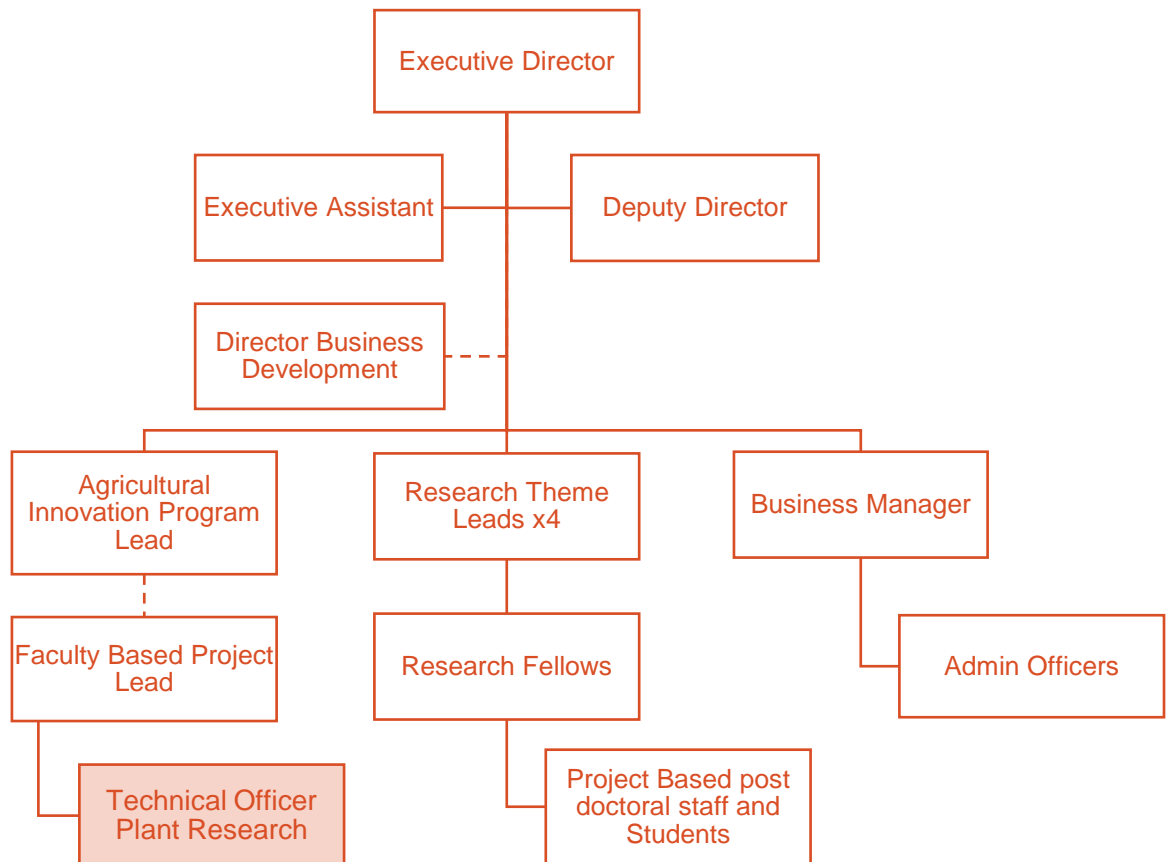 Executive Director
Executive Assistant
Deputy Director
Director Business
Development
Agricultural
Innovation Program
Lead
Research Theme
Leads x4
Business Manager
Faculty Based Project
Lead
Research Fellows
Admin Officers
Technical Officer
Plant Research
Project Based post
doctoral staff and
Students